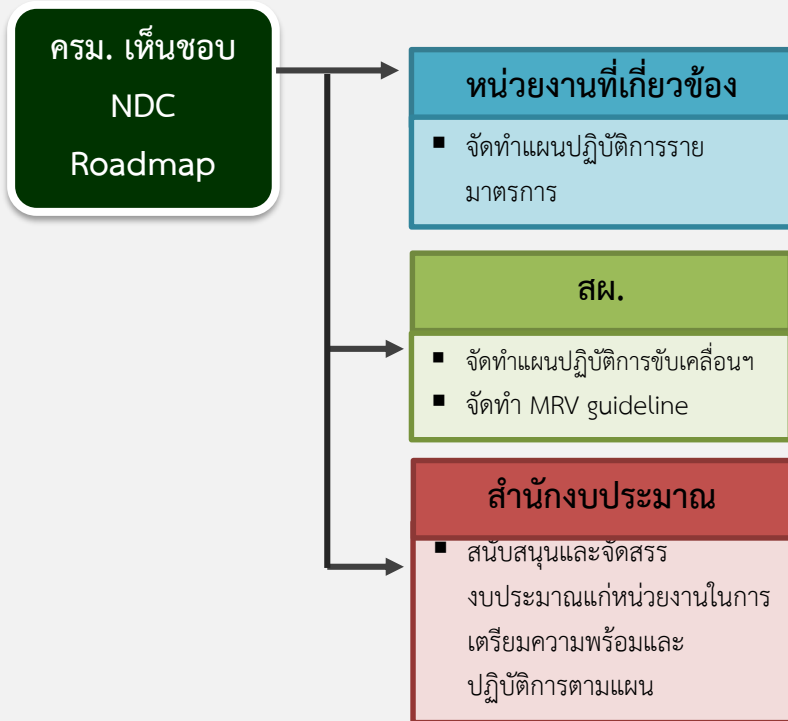 ครม. เห็นชอบ
NDC
Roadmap
หน่วยงานที่เกี่ยวข้อง
▪ จัดทำแผนปฏิบัติการราย
มาตรการ
สผ.
▪ จัดทำแผนปฏิบัติการขับเคลื่อนฯ
▪ จัดทำ MRV guideline
สำนักงบประมาณ
▪ สนับสนุนและจัดสรร
งบประมาณแก่หน่วยงานในการ
เตรียมความพร้อมและ
ปฏิบัติการตามแผน